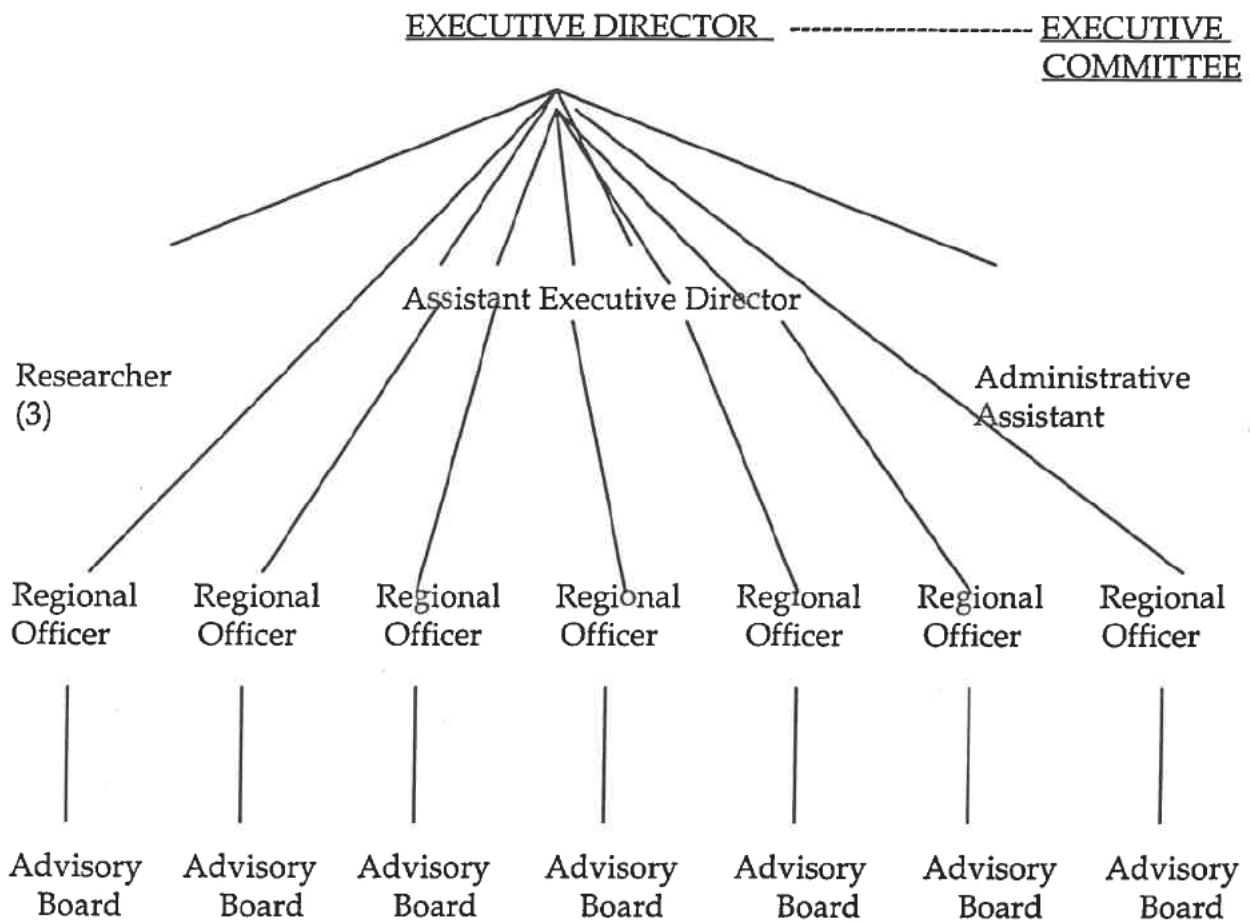 EXECUTIVE DIRECTOR ------------- EXECUTIVE
COMMITTEE
Assistant Executive Director
Researcher
(3)
Administrative
Assistant
Regional Regional Regional Regional Regional Regional Regional
Officer Officer Officer Officer Officer Officer Officer
Advisory Advisory Advisory Advisory Advisory Advisory Advisory
Board Board Board Board Board Board Board